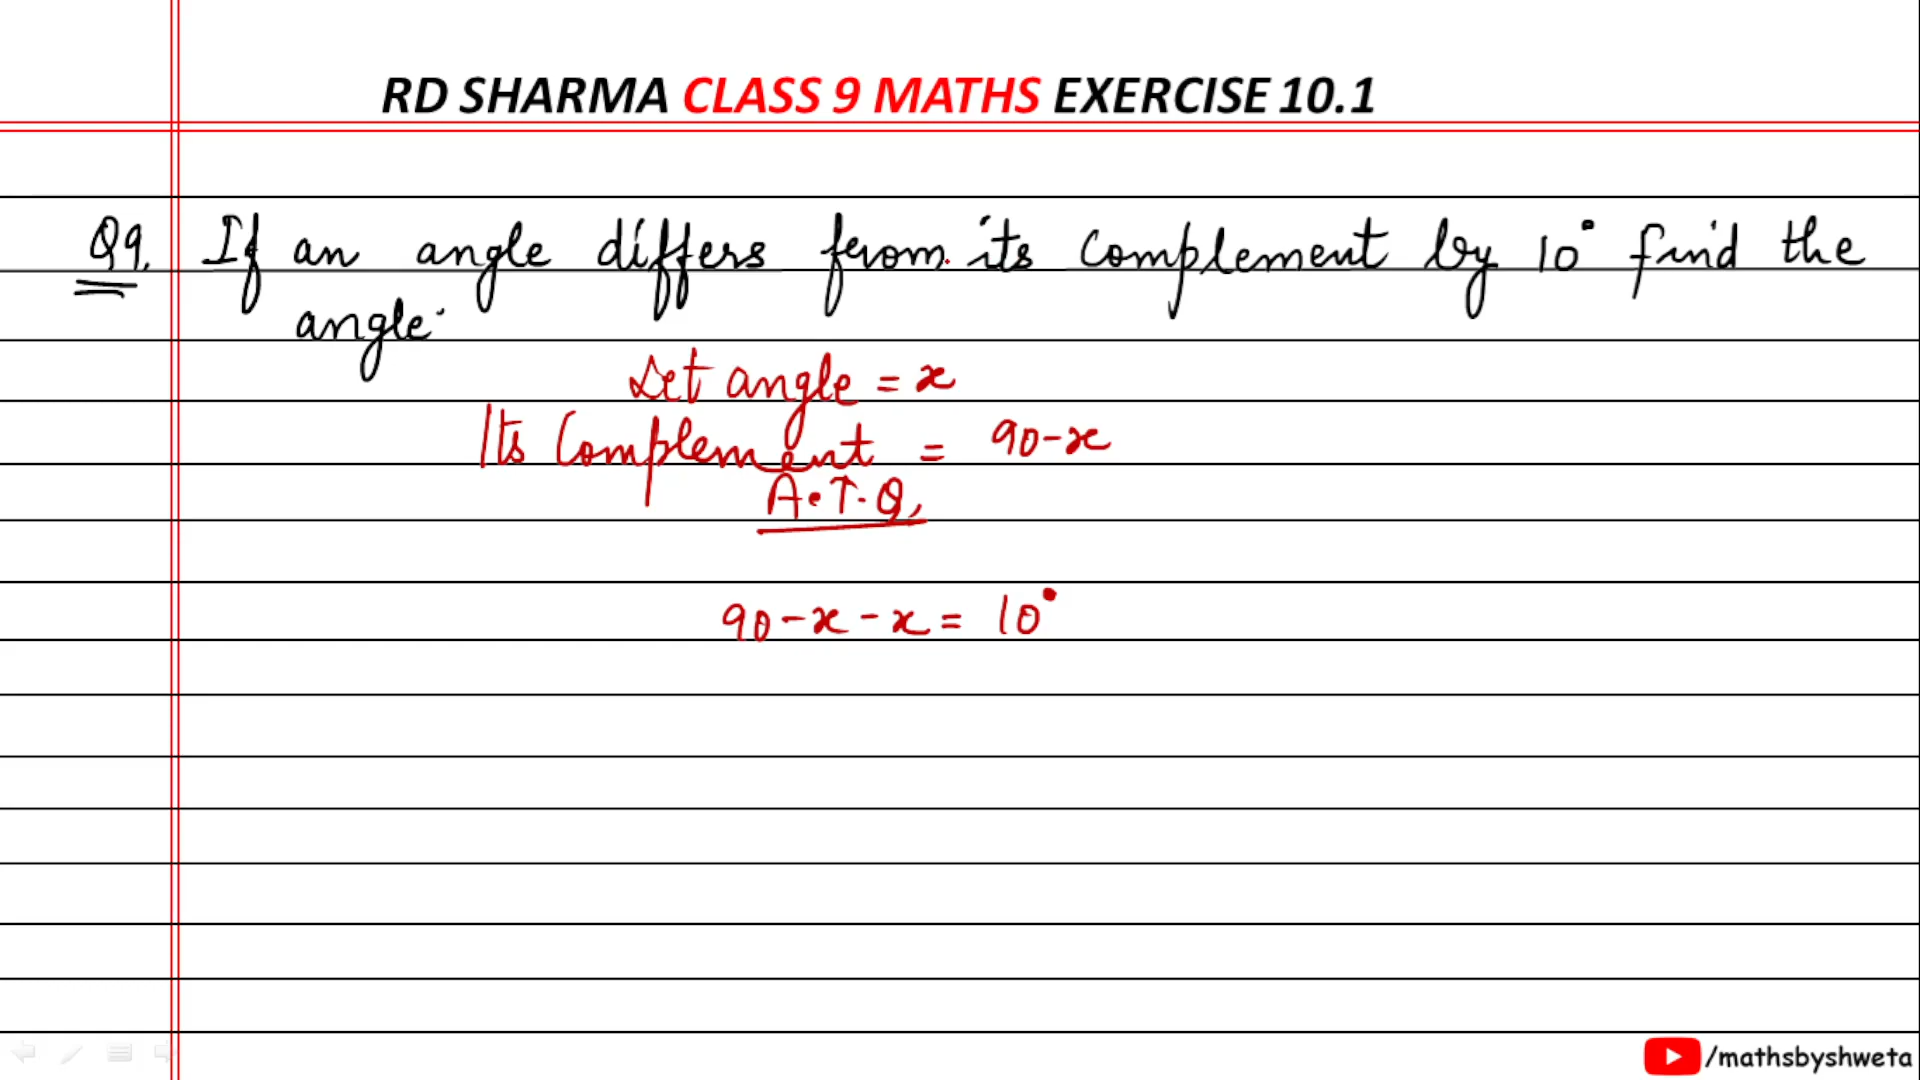 RD SHARMA CLASS 9 MATHS EXERCISE 10.1
Q9. If an angle differs from its complement by 10° find the
angle.
Let angle = x
Its Complement = 90-x
A.T.Q,
90-x-x = 10°
/mathsbyshweta